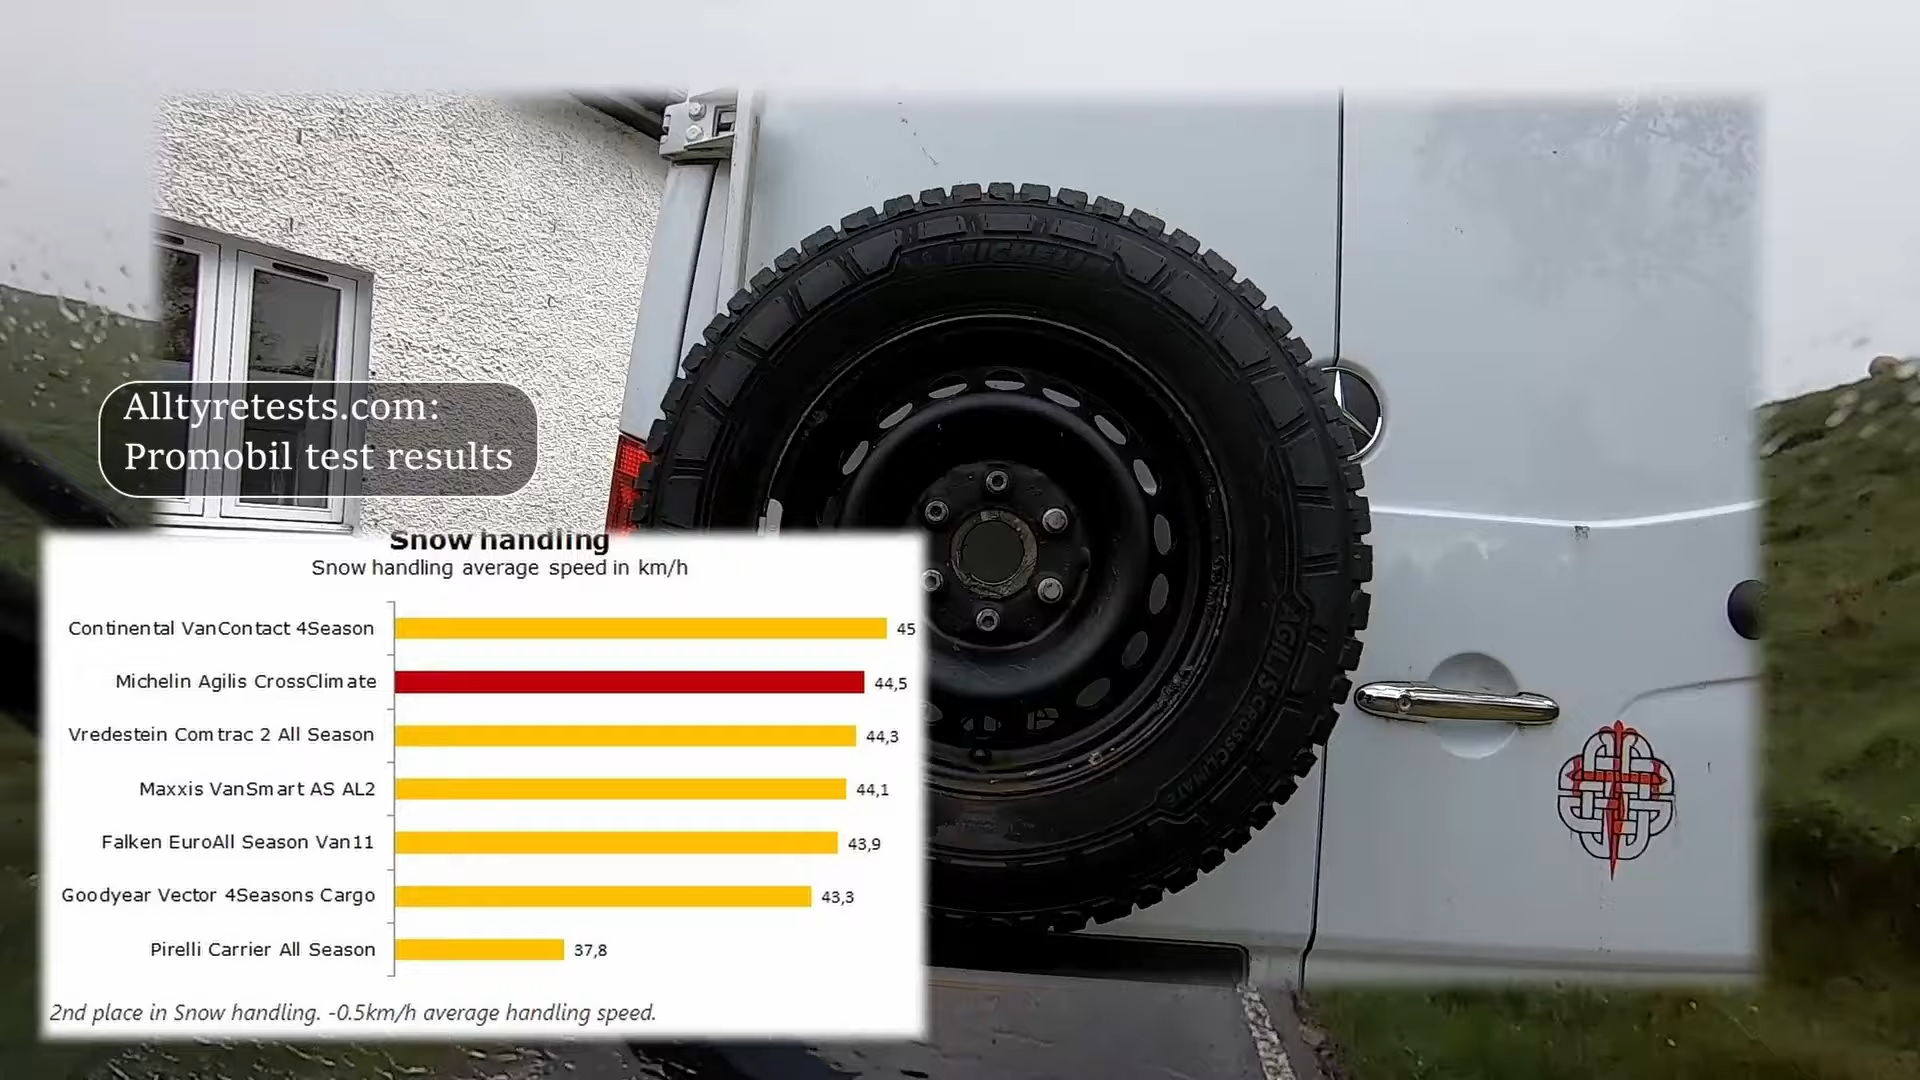 MICHELIN
AGILIS CROSSCLIMATE
Alltyretests.com:
Promobil test results
Snow handling
Snow handling average speed in km/h
Continental VanContact 4Season 45
Michelin Agilis CrossClimate 44,5
Vredestein Comtrac 2 All Season 44,3
Maxxis VanSmart AS AL2 44,1
Falken EuroAll Season Van11 43,9
Goodyear Vector 4Seasons Cargo 43,3
Pirelli Carrier All Season 37,8
2nd place in Snow handling. -0.5km/h average handling speed.